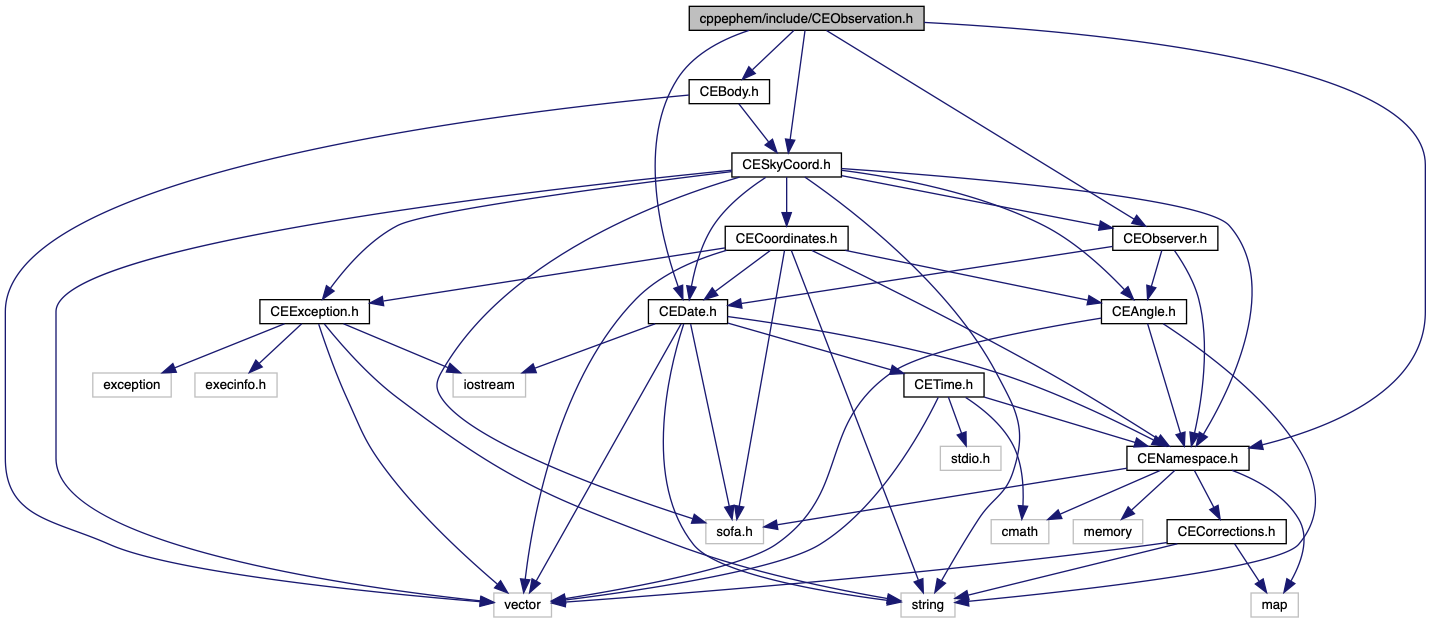 cppephem/include/CEObservation.h
CEBody.h
CESkyCoord.h
CECoordinates.h
CEObserver.h
CEException.h
CEDate.h
CEAngle.h
exception
execinfo.h
iostream
CETime.h
stdio.h
CENamespace.h
sofa.h
cmath
memory
CECorrections.h
vector
string
map